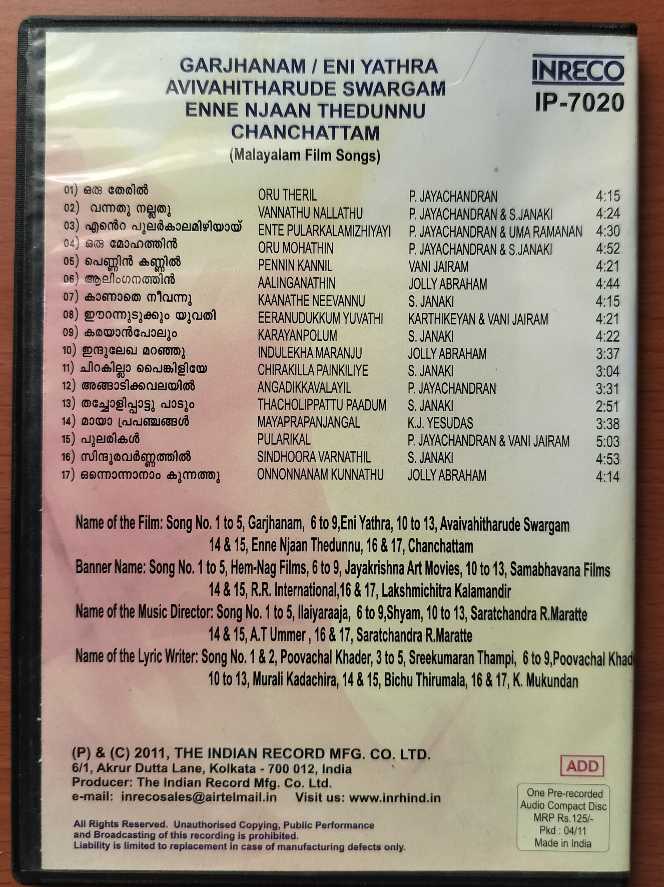 GARJHANAM / ENI YATHRA
AVIVAHITHARUDE SWARGAM
ENNE NJAAN THEDUNNU
CHANCHATTAM
(Malayalam Film Songs)
INRECO
IP-7020
01) ഒരു തേരിൽ ORU THERIL P. JAYACHANDRAN 4:15
02) വന്നതു നല്ലതു VANNATHU NALLATHU P. JAYACHANDRAN & S.JANAKI 4:24
03) എന്റെ പുലർകാലമിഴിയായ് ENTE PULARKALAMIZHIYAYI P. JAYACHANDRAN & UMA RAMANAN 4:30
04) ഒരു മോഹത്തിൻ ORU MOHATHIN P. JAYACHANDRAN & S.JANAKI 4:52
05) പെണ്ണിൻ കണ്ണിൽ PENNIN KANNIL VANI JAIRAM 4:21
06) ആലിംഗനത്തിൻ AALINGANATHIN JOLLY ABRAHAM 4:44
07) കാണാതെ നീവന്നു KAANATHE NEEVANNU S. JANAKI 4:15
08) ഈറന്നുടുക്കും യുവതി EERANUDUKKUM YUVATHI KARTHIKEYAN & VANI JAIRAM 4:21
09) കരയാൻപോലും KARAYANPOLUM S. JANAKI 4:22
10) ഇന്ദുലേഖ മറഞ്ഞു INDULEKHA MARANJU JOLLY ABRAHAM 3:37
11) ചിറകില്ലാ പൈങ്കിളിയേ CHIRAKILLA PAINKILIYE S. JANAKI 3:04
12) അങ്ങാടിക്കവലയിൽ ANGADIKKAVALAYIL P. JAYACHANDRAN 3:31
13) തച്ചോളിപ്പാട്ടു പാടും THACHOLIPPATTU PAADUM S. JANAKI 2:51
14) മായാ പ്രപഞ്ചങ്ങൾ MAYAPRAPANJANGAL K.J. YESUDAS 3:38
15) പുലരികൾ PULARIKAL P. JAYACHANDRAN & VANI JAIRAM 5:03
16) സിന്ദൂരവർണ്ണത്തിൽ SINDHOORA VARNATHIL S. JANAKI 4:53
17) ഒന്നൊന്നാനാം കുന്നത്തു ONNONNANAM KUNNATHU JOLLY ABRAHAM 4:14
Name of the Film: Song No. 1 to 5, Garjhanam, 6 to 9,Eni Yathra, 10 to 13, Avaivahitharude Swargam
14 & 15, Enne Njaan Thedunnu, 16 & 17, Chanchattam
Banner Name: Song No. 1 to 5, Hem-Nag Films, 6 to 9, Jayakrishna Art Movies, 10 to 13, Samabhavana Films
14 & 15, R.R. International,16 & 17, Lakshmichitra Kalamandir
Name of the Music Director: Song No. 1 to 5, Ilaiyaraaja, 6 to 9,Shyam, 10 to 13, Saratchandra R.Maratte
14 & 15, A.T Ummer , 16 & 17, Saratchandra R.Maratte
Name of the Lyric Writer: Song No. 1 & 2, Poovachal Khader, 3 to 5, Sreekumaran Thampi, 6 to 9,Poovachal Khad
10 to 13, Murali Kadachira, 14 & 15, Bichu Thirumala, 16 & 17, K. Mukundan
(P) & (C) 2011, THE INDIAN RECORD MFG. CO. LTD.
6/1, Akrur Dutta Lane, Kolkata - 700 012, India
Producer: The Indian Record Mfg. Co. Ltd.
e-mail: inrecosales@airtelmail.in Visit us: www.inrhind.in
All Rights Reserved. Unauthorised Copying, Public Performance
and Broadcasting of this recording is prohibited.
Liability is limited to replacement in case of manufacturing defects only.
ADD
One Pre-recorded
Audio Compact Disc
MRP Rs.125/-
Pkd : 04/11
Made in India